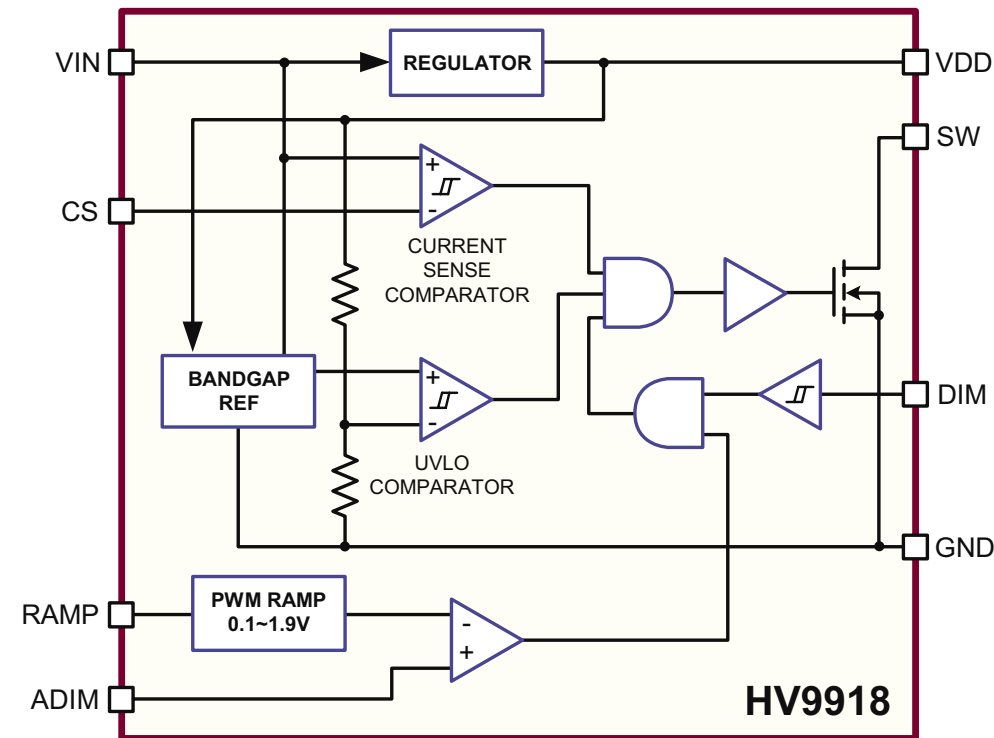 VIN
REGULATOR
VDD
SW
+
CS
-
CURRENT
SENSE
COMPARATOR
BANDGAP
REF
+
-
DIM
UVLO
COMPARATOR
GND
RAMP
PWM RAMP
0.1~1.9V
-
+
ADIM
HV9918